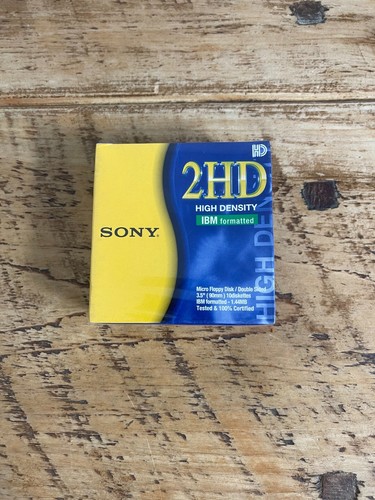 HD
2HD
HIGH DENSITY
IBM formatted
SONY
HIGH DEN
Micro Floppy Disk / Double
3.5" (90mm) 10diskettes
IBM formatted - 1.44MB
Tested & 100% Certified